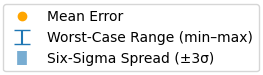 Mean Error
Worst-Case Range (min–max)
Six-Sigma Spread (±3σ)